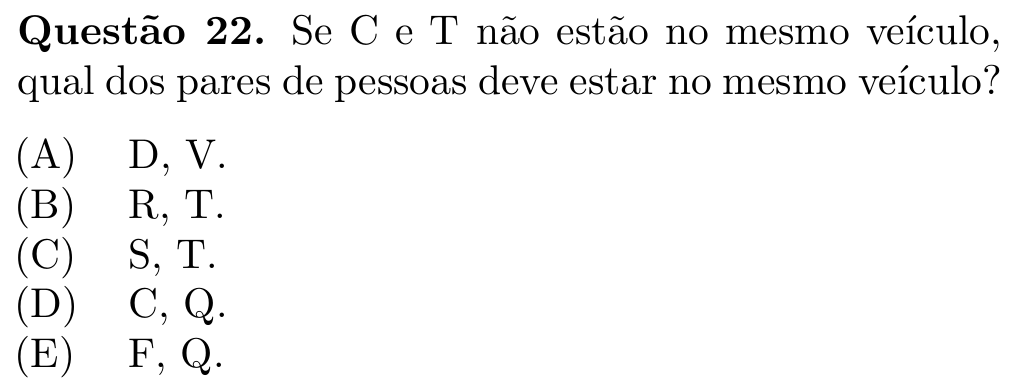 Questão 22. Se C e T não estão no mesmo veículo,
qual dos pares de pessoas deve estar no mesmo veículo?
(A) D, V.
(B) R, T.
(C) S, T.
(D) C, Q.
(E) F, Q.